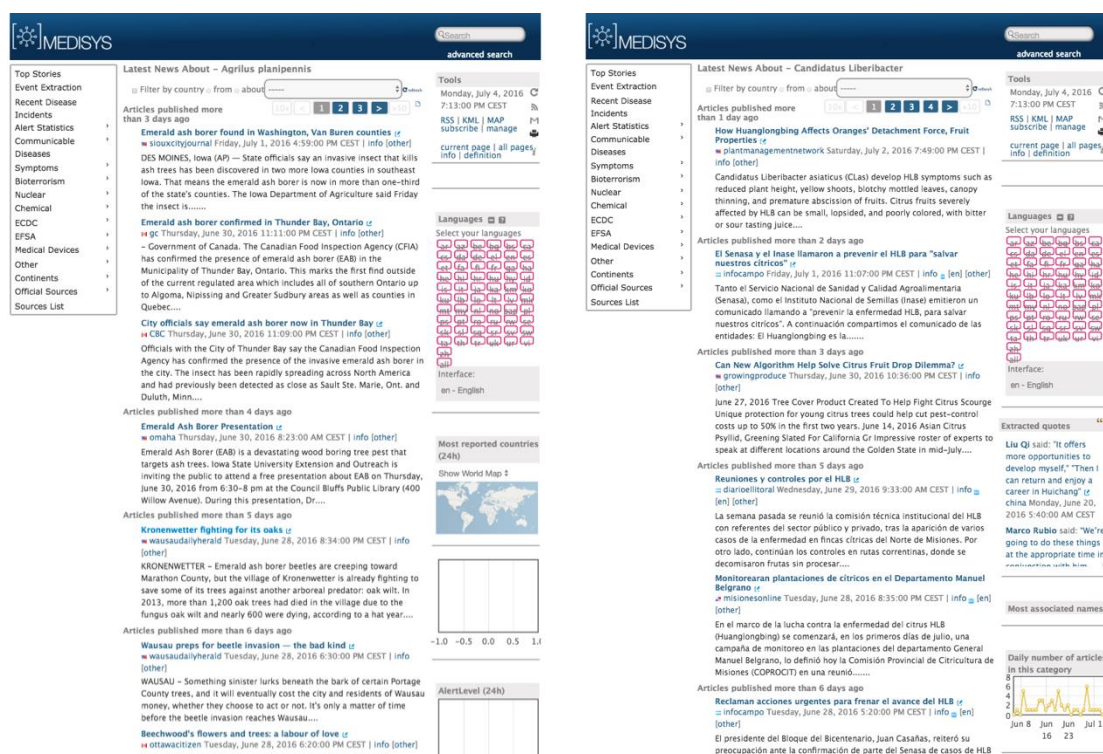 MEDISYS
Search
advanced search
Top Stories
Event Extraction
Recent Disease
Incidents
Alert Statistics
Communicable
Diseases
Symptoms
Bioterrorism
Nuclear
Chemical
ECDC
EFSA
Medical Devices
Other
Continents
Official Sources
Sources List
Latest News About - Agrilus planipennis
Filter by country from about -----
10< < 1 2 3 > >10
Articles published more
than 3 days ago
Emerald ash borer found in Washington, Van Buren counties
siouxcityjournal Friday, July 1, 2016 4:59:00 PM CEST | info [other]
DES MOINES, Iowa (AP) — State officials say an invasive insect that kills
ash trees has been discovered in two more Iowa counties in southeast
Iowa. That means the emerald ash borer is now in more than one-third
of the state's counties. The Iowa Department of Agriculture said Friday
the insect is.......
Emerald ash borer confirmed in Thunder Bay, Ontario
gc Thursday, June 30, 2016 11:11:00 PM CEST | info [other]
- Government of Canada. The Canadian Food Inspection Agency (CFIA)
has confirmed the presence of emerald ash borer (EAB) in the
Municipality of Thunder Bay, Ontario. This marks the first find outside
of the current regulated area which includes all of southern Ontario up
to Algoma, Nipissing and Greater Sudbury areas as well as counties in
Quebec....
City officials say emerald ash borer now in Thunder Bay
CBC Thursday, June 30, 2016 11:09:00 PM CEST | info [other]
Officials with the City of Thunder Bay say the Canadian Food Inspection
Agency has confirmed the presence of the invasive emerald ash borer in
the city. The insect has been rapidly spreading across North America
and had previously been detected as close as Sault Ste. Marie, Ont. and
Duluth, Minn....
Articles published more than 4 days ago
Emerald Ash Borer Presentation
omaha Thursday, June 30, 2016 8:23:00 AM CEST | info [other]
Emerald Ash Borer (EAB) is a devastating wood boring tree pest that
targets ash trees. Iowa State University Extension and Outreach is
inviting the public to attend a free presentation about EAB on Thursday,
June 30, 2016 from 6:30-8 pm at the Council Bluffs Public Library (400
Willow Avenue). During this presentation, Dr....
Articles published more than 5 days ago
Kronenwetter fighting for its oaks
wausaudailyherald Tuesday, June 28, 2016 8:34:00 PM CEST | info
[other]
KRONENWETTER - Emerald ash borer beetles are creeping toward
Marathon County, but the village of Kronenwetter is already fighting to
save some of its trees against another arboreal predator: oak wilt. In
2013, more than 1,200 oak trees had died in the village due to the
fungus oak wilt and nearly 600 were dying, according to a hat year....
Articles published more than 6 days ago
Wausau preps for beetle invasion — the bad kind
wausaudailyherald Tuesday, June 28, 2016 6:30:00 PM CEST | info
[other]
WAUSAU - Something sinister lurks beneath the bark of certain Portage
County trees, and it will eventually cost the city and residents of Wausau
money, whether they choose to act or not. It's only a matter of time
before the beetle invasion reaches Wausau....
Beechwood's flowers and trees: a labour of love
ottawacitizen Tuesday, June 28, 2016 6:20:00 PM CEST | info [other]
Tools
Monday, July 4, 2016
7:13:00 PM CEST
RSS | KML | MAP
subscribe | manage
current page | all pages
info | definition
Languages
Select your languages
Interface:
en - English
Most reported countries
(24h)
Show World Map
-1.0 -0.5 0.0 0.5 1.
AlertLevel (24h)
MEDISYS
Search
advanced search
Top Stories
Event Extraction
Recent Disease
Incidents
Alert Statistics
Communicable
Diseases
Symptoms
Bioterrorism
Nuclear
Chemical
ECDC
EFSA
Medical Devices
Other
Continents
Official Sources
Sources List
Latest News About - Candidatus Liberibacter
Filter by country from about -----
10< < 1 2 3 4 > >10
Articles published more
than 1 day ago
How Huanglongbing Affects Oranges' Detachment Force, Fruit
Properties
plantmanagementnetwork Saturday, July 2, 2016 7:49:00 PM CEST |
info [other]
Candidatus Liberibacter asiaticus (CLas) develop HLB symptoms such as
reduced plant height, yellow shoots, blotchy mottled leaves, canopy
thinning, and premature abscission of fruits. Citrus fruits severely
affected by HLB can be small, lopsided, and poorly colored, with bitter
or sour tasting juice....
Articles published more than 2 days ago
El Senasa y el Inase llamaron a prevenir el HLB para "salvar
nuestros cítricos"
infocampo Friday, July 1, 2016 11:07:00 PM CEST | info [en] [other]
Tanto el Servicio Nacional de Sanidad y Calidad Agroalimentaria
(Senasa), como el Instituto Nacional de Semillas (Inase) emitieron un
comunicado llamando a "prevenir la enfermedad HLB, para salvar
nuestros citricos". A continuación compartimos el comunicado de las
entidades: El Huanglongbing es la.......
Articles published more than 3 days ago
Can New Algorithm Help Solve Citrus Fruit Drop Dilemma?
growingproduce Thursday, June 30, 2016 10:36:00 PM CEST | info
[other]
June 27, 2016 Tree Cover Product Created To Help Fight Citrus Scourge
Unique protection for young citrus trees could help cut pest-control
costs up to 50% in the first two years. June 14, 2016 Asian Citrus
Psyllid, Greening Slated For California Gr Impressive roster of experts to
speak at different locations around the Golden State in mid-July....
Articles published more than 5 days ago
Reuniones y controles por el HLB
diarioellitoral Wednesday, June 29, 2016 9:33:00 AM CEST | info
[en] [other]
La semana pasada se reunió la comisión técnica institucional del HLB
con referentes del sector público y privado, tras la aparición de varios
casos de la enfermedad en fincas cítricas del Norte de Misiones. Por
otro lado, continúan los controles en rutas correntinas, donde se
decomisaron frutas sin procesar....
Monitorearan plantaciones de cítricos en el Departamento Manuel
Belgrano
misionesonline Tuesday, June 28, 2016 8:35:00 PM CEST | info [en]
[other]
En el marco de la lucha contra la enfermedad del citrus HLB
(Huanglongbing) se comenzará, en los primeros días de julio, una
campaña de monitoreo en las plantaciones del departamento General
Manuel Belgrano, lo definió hoy la Comisión Provincial de Citricultura de
Misiones (COPROCIT) en una reunió.......
Articles published more than 6 days ago
Reclaman acciones urgentes para frenar el avance del HLB
infocampo Tuesday, June 28, 2016 5:20:00 PM CEST | info [en]
[other]
El presidente del Bloque del Bicentenario, Juan Casañas, reiteró su
preocupación ante la confirmación de parte del Senasa de casos de HLB
Tools
Monday, July 4, 2016
7:13:00 PM CEST
RSS | KML | MAP
subscribe | manage
current page | all pages
info | definition
Languages
Select your languages
Interface:
en - English
Extracted quotes
Liu Qi said: "It offers
more opportunities to
develop myself," "Then I
can return and enjoy a
career in Huichang"
china Monday, June 20,
2016 5:40:00 AM CEST
Marco Rubio said: "We're
going to do these things
at the appropriate time in
Most associated names
Daily number of articles
in this category
8
6
4
2
0
Jun 8 Jun 16 Jun 23 Jul 1